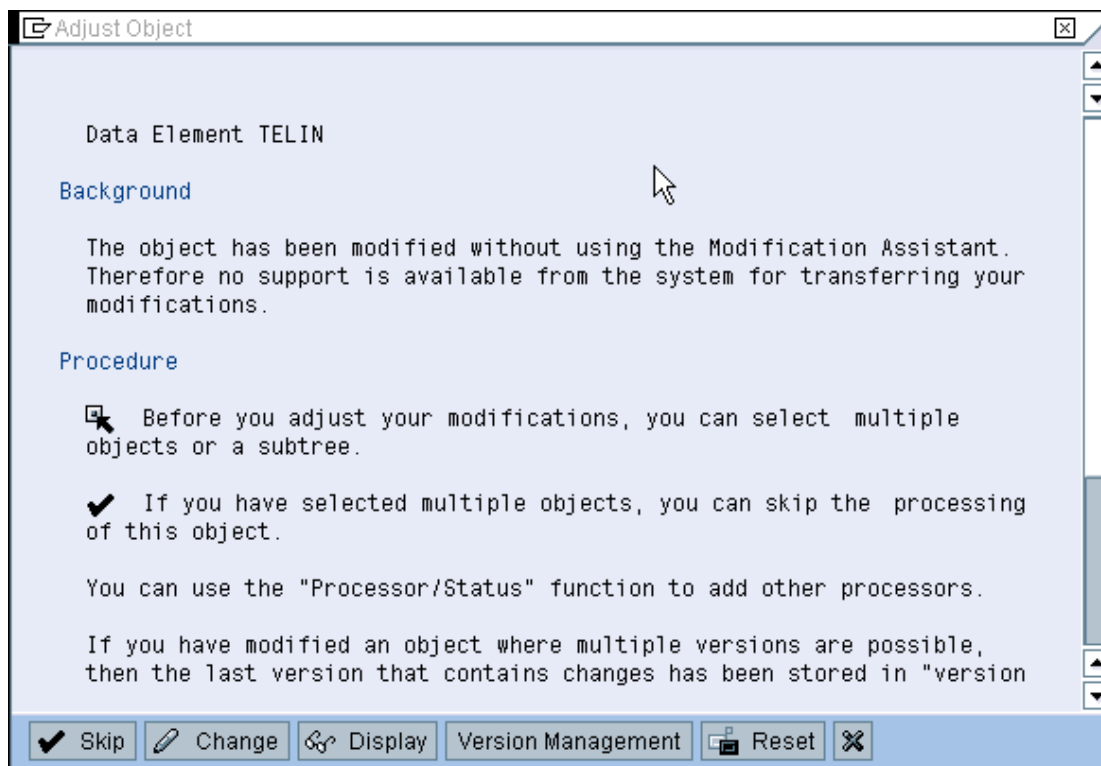 Adjust Object
Data Element TELIN
Background
The object has been modified without using the Modification Assistant.
Therefore no support is available from the system for transferring your
modifications.
Procedure
Before you adjust your modifications, you can select  multiple
objects or a subtree.
If you have selected multiple objects, you can skip the  processing
of this object.
You can use the "Processor/Status" function to add other processors.
If you have modified an object where multiple versions are possible,
then the last version that contains changes has been stored in "version
Skip Change Display Version Management Reset